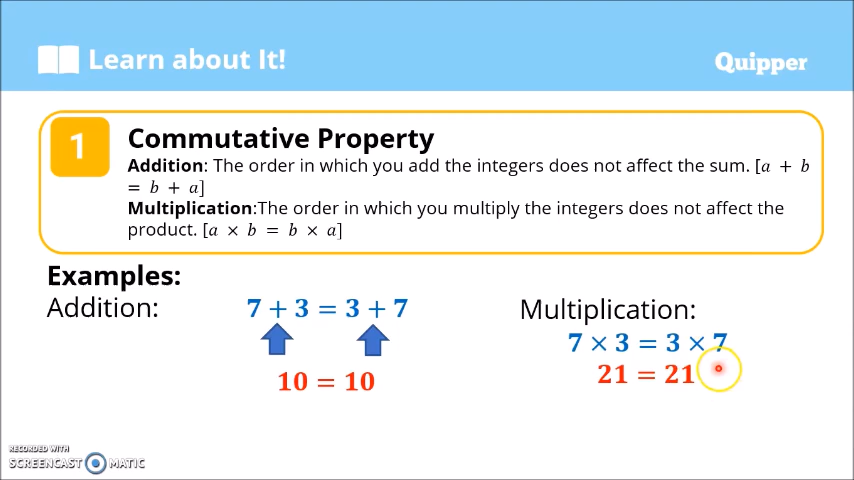 Learn about It!
Quipper
1
Commutative Property
Addition: The order in which you add the integers does not affect the sum. [a + b
= b + a]
Multiplication:The order in which you multiply the integers does not affect the
product. [a × b = b × a]
Examples:
Addition:
7 + 3 = 3 + 7
10 = 10
Multiplication:
7 × 3 = 3 × 7
21 = 21
RECORDED WITH
SCREENCAST MATIC